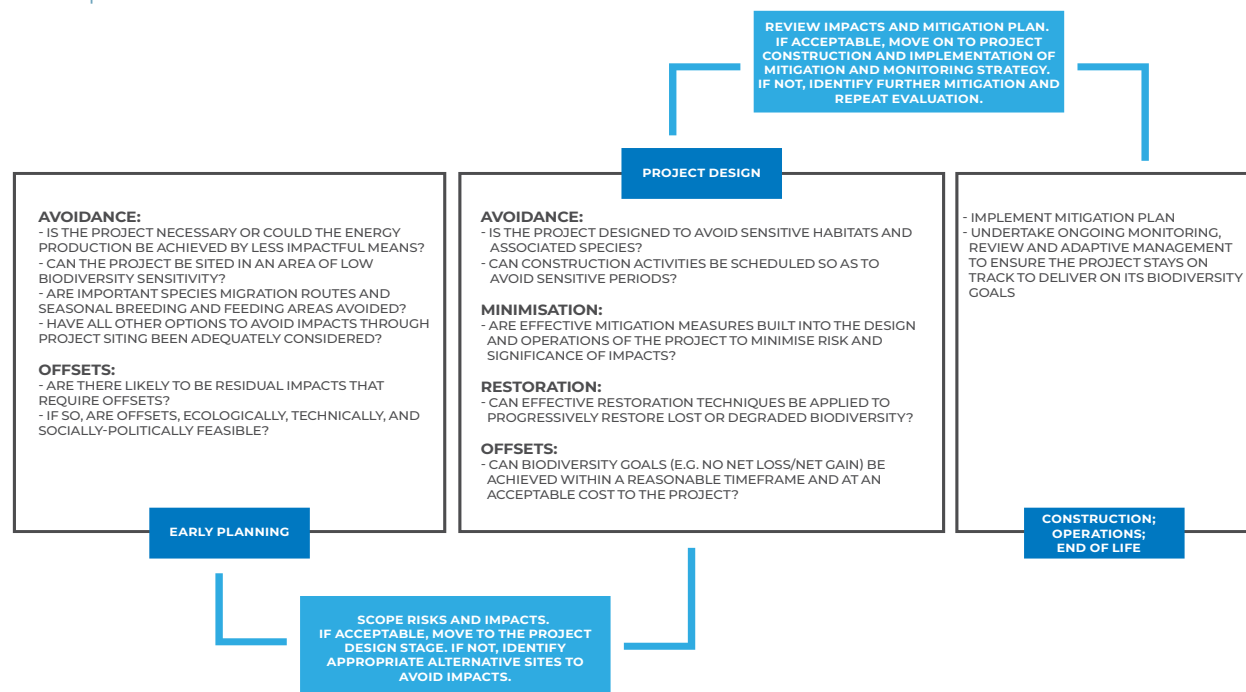 REVIEW IMPACTS AND MITIGATION PLAN.
IF ACCEPTABLE, MOVE ON TO PROJECT
CONSTRUCTION AND IMPLEMENTATION OF
MITIGATION AND MONITORING STRATEGY.
IF NOT, IDENTIFY FURTHER MITIGATION AND
REPEAT EVALUATION.
AVOIDANCE:
- IS THE PROJECT NECESSARY OR COULD THE ENERGY
PRODUCTION BE ACHIEVED BY LESS IMPACTFUL MEANS?
- CAN THE PROJECT BE SITED IN AN AREA OF LOW
BIODIVERSITY SENSITIVITY?
- ARE IMPORTANT SPECIES MIGRATION ROUTES AND
SEASONAL BREEDING AND FEEDING AREAS AVOIDED?
- HAVE ALL OTHER OPTIONS TO AVOID IMPACTS THROUGH
PROJECT SITING BEEN ADEQUATELY CONSIDERED?
OFFSETS:
- ARE THERE LIKELY TO BE RESIDUAL IMPACTS THAT
REQUIRE OFFSETS?
- IF SO, ARE OFFSETS, ECOLOGICALLY, TECHNICALLY, AND
SOCIALLY-POLITICALLY FEASIBLE?
EARLY PLANNING
PROJECT DESIGN
AVOIDANCE:
- IS THE PROJECT DESIGNED TO AVOID SENSITIVE HABITATS AND
ASSOCIATED SPECIES?
- CAN CONSTRUCTION ACTIVITIES BE SCHEDULED SO AS TO
AVOID SENSITIVE PERIODS?
MINIMISATION:
- ARE EFFECTIVE MITIGATION MEASURES BUILT INTO THE DESIGN
AND OPERATIONS OF THE PROJECT TO MINIMISE RISK AND
SIGNIFICANCE OF IMPACTS?
RESTORATION:
- CAN EFFECTIVE RESTORATION TECHNIQUES BE APPLIED TO
PROGRESSIVELY RESTORE LOST OR DEGRADED BIODIVERSITY?
OFFSETS:
- CAN BIODIVERSITY GOALS (E.G. NO NET LOSS/NET GAIN) BE
ACHIEVED WITHIN A REASONABLE TIMEFRAME AND AT AN
ACCEPTABLE COST TO THE PROJECT?
- IMPLEMENT MITIGATION PLAN
- UNDERTAKE ONGOING MONITORING,
REVIEW AND ADAPTIVE MANAGEMENT
TO ENSURE THE PROJECT STAYS ON
TRACK TO DELIVER ON ITS BIODIVERSITY
GOALS
CONSTRUCTION;
OPERATIONS;
END OF LIFE
SCOPE RISKS AND IMPACTS.
IF ACCEPTABLE, MOVE TO THE PROJECT
DESIGN STAGE. IF NOT, IDENTIFY
APPROPRIATE ALTERNATIVE SITES TO
AVOID IMPACTS.